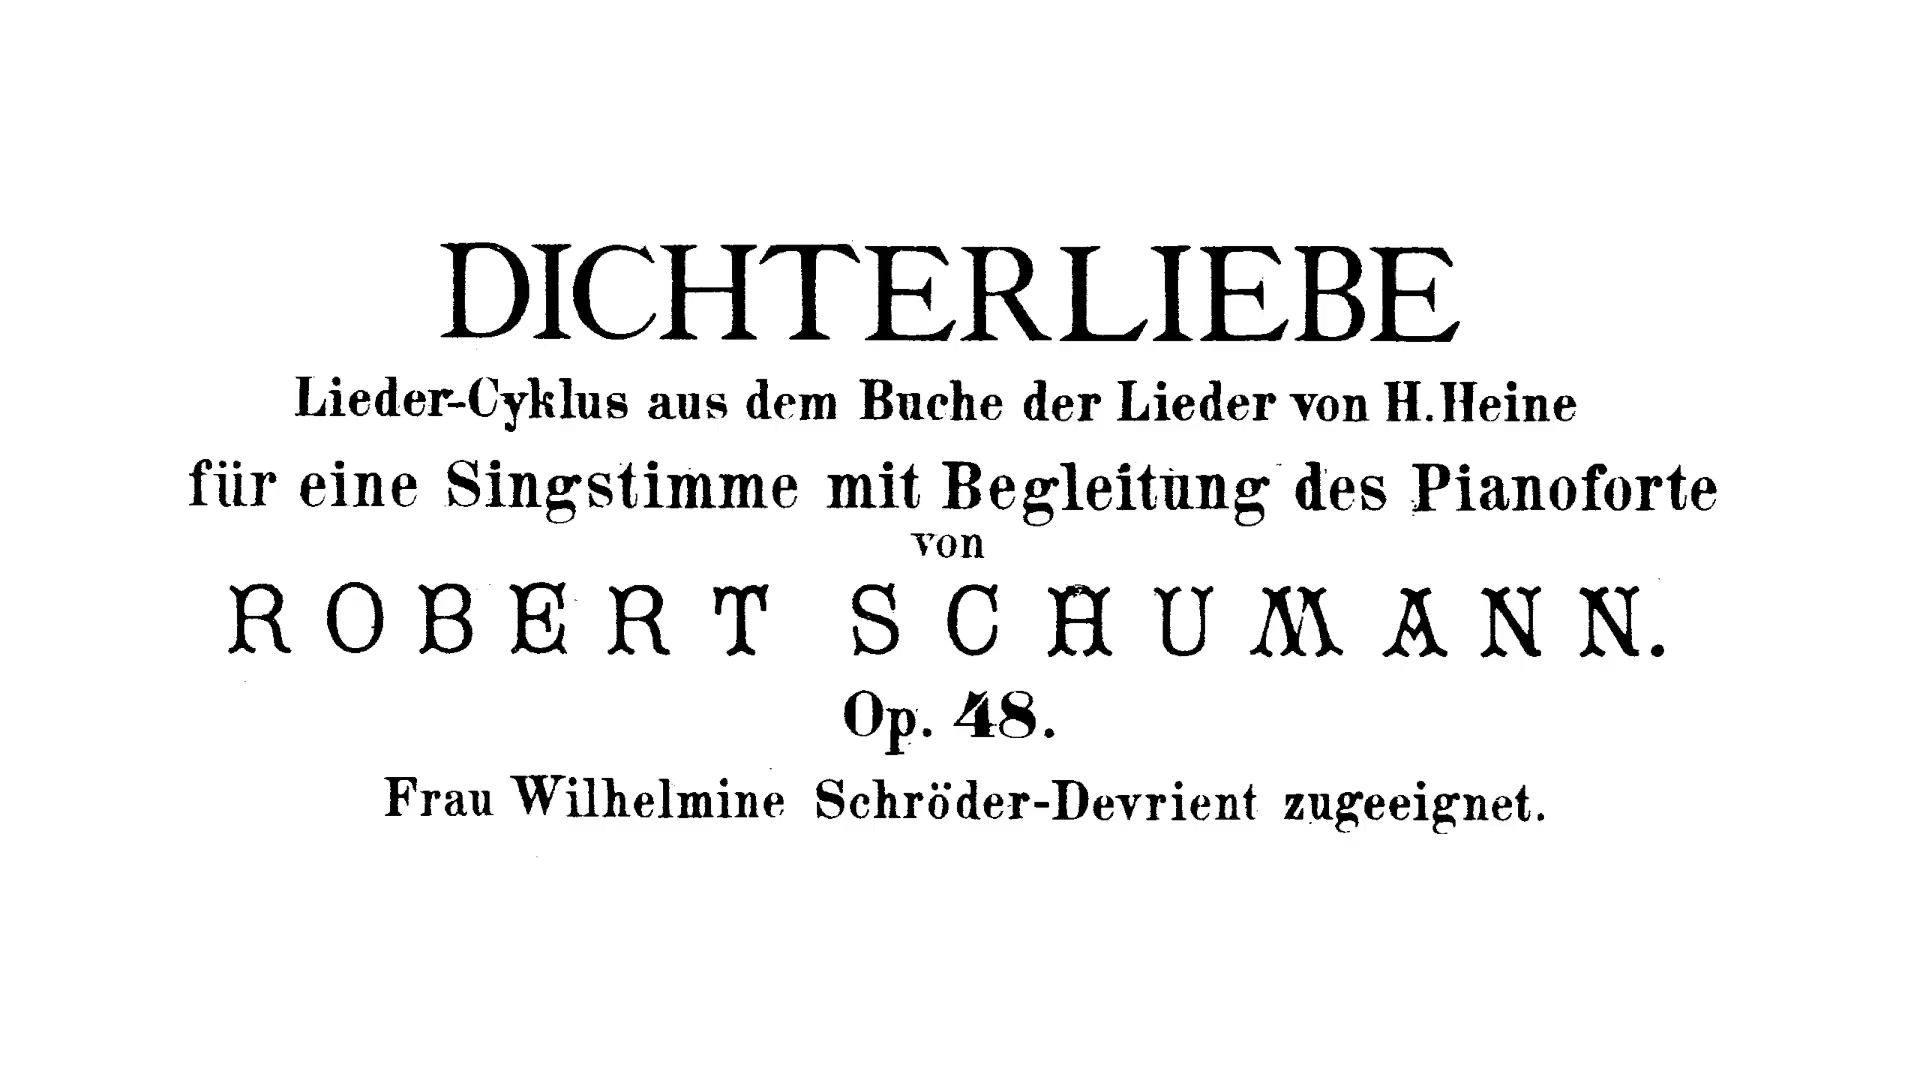 DICHTERLIEBE
Lieder-Cyklus aus dem Buche der Lieder von H. Heine
für eine Singstimme mit Begleitung des Pianoforte
von
ROBERT SCHUMANN.
Op. 48.
Frau Wilhelmine Schröder-Devrient zugeeignet.